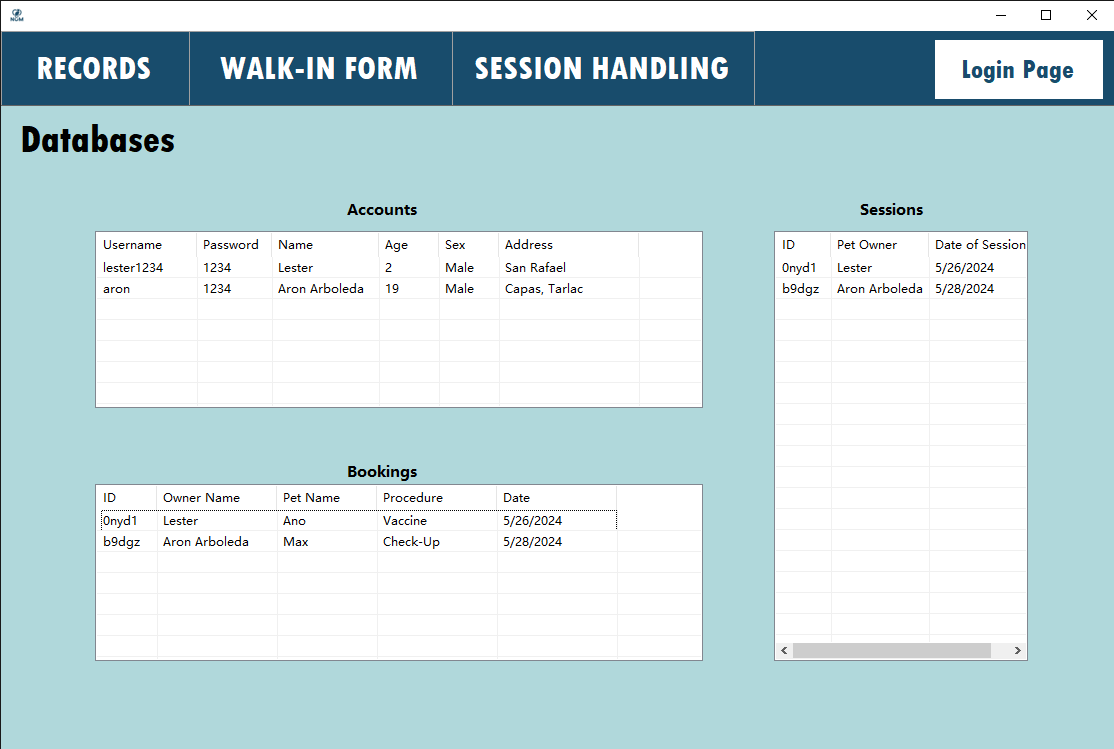 NGM
RECORDS WALK-IN FORM SESSION HANDLING Login Page
Databases
Accounts
Username Password Name Age Sex Address
lester1234 1234 Lester 2 Male San Rafael
aron 1234 Aron Arboleda 19 Male Capas, Tarlac
Bookings
ID Owner Name Pet Name Procedure Date
0nyd1 Lester Ano Vaccine 5/26/2024
b9dgz Aron Arboleda Max Check-Up 5/28/2024
Sessions
ID Pet Owner Date of Session
0nyd1 Lester 5/26/2024
b9dgz Aron Arboleda 5/28/2024